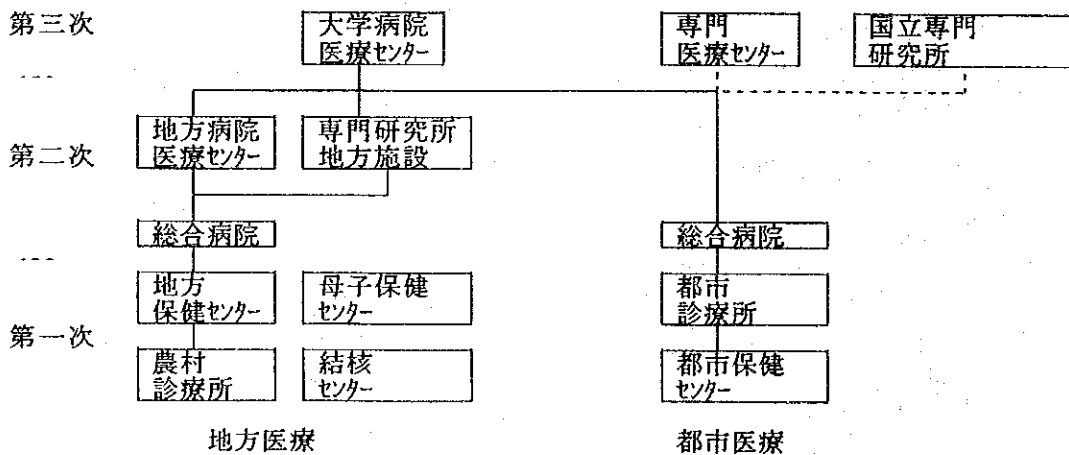 第三次
大学病院
医療センター
専門
医療センター
国立専門
研究所
第二次
地方病院
医療センター
専門研究所
地方施設
総合病院
総合病院
地方
保健センター
母子保健
センター
都市
診療所
第一次
農村
診療所
結核
センター
都市保健
センター
地方医療
都市医療